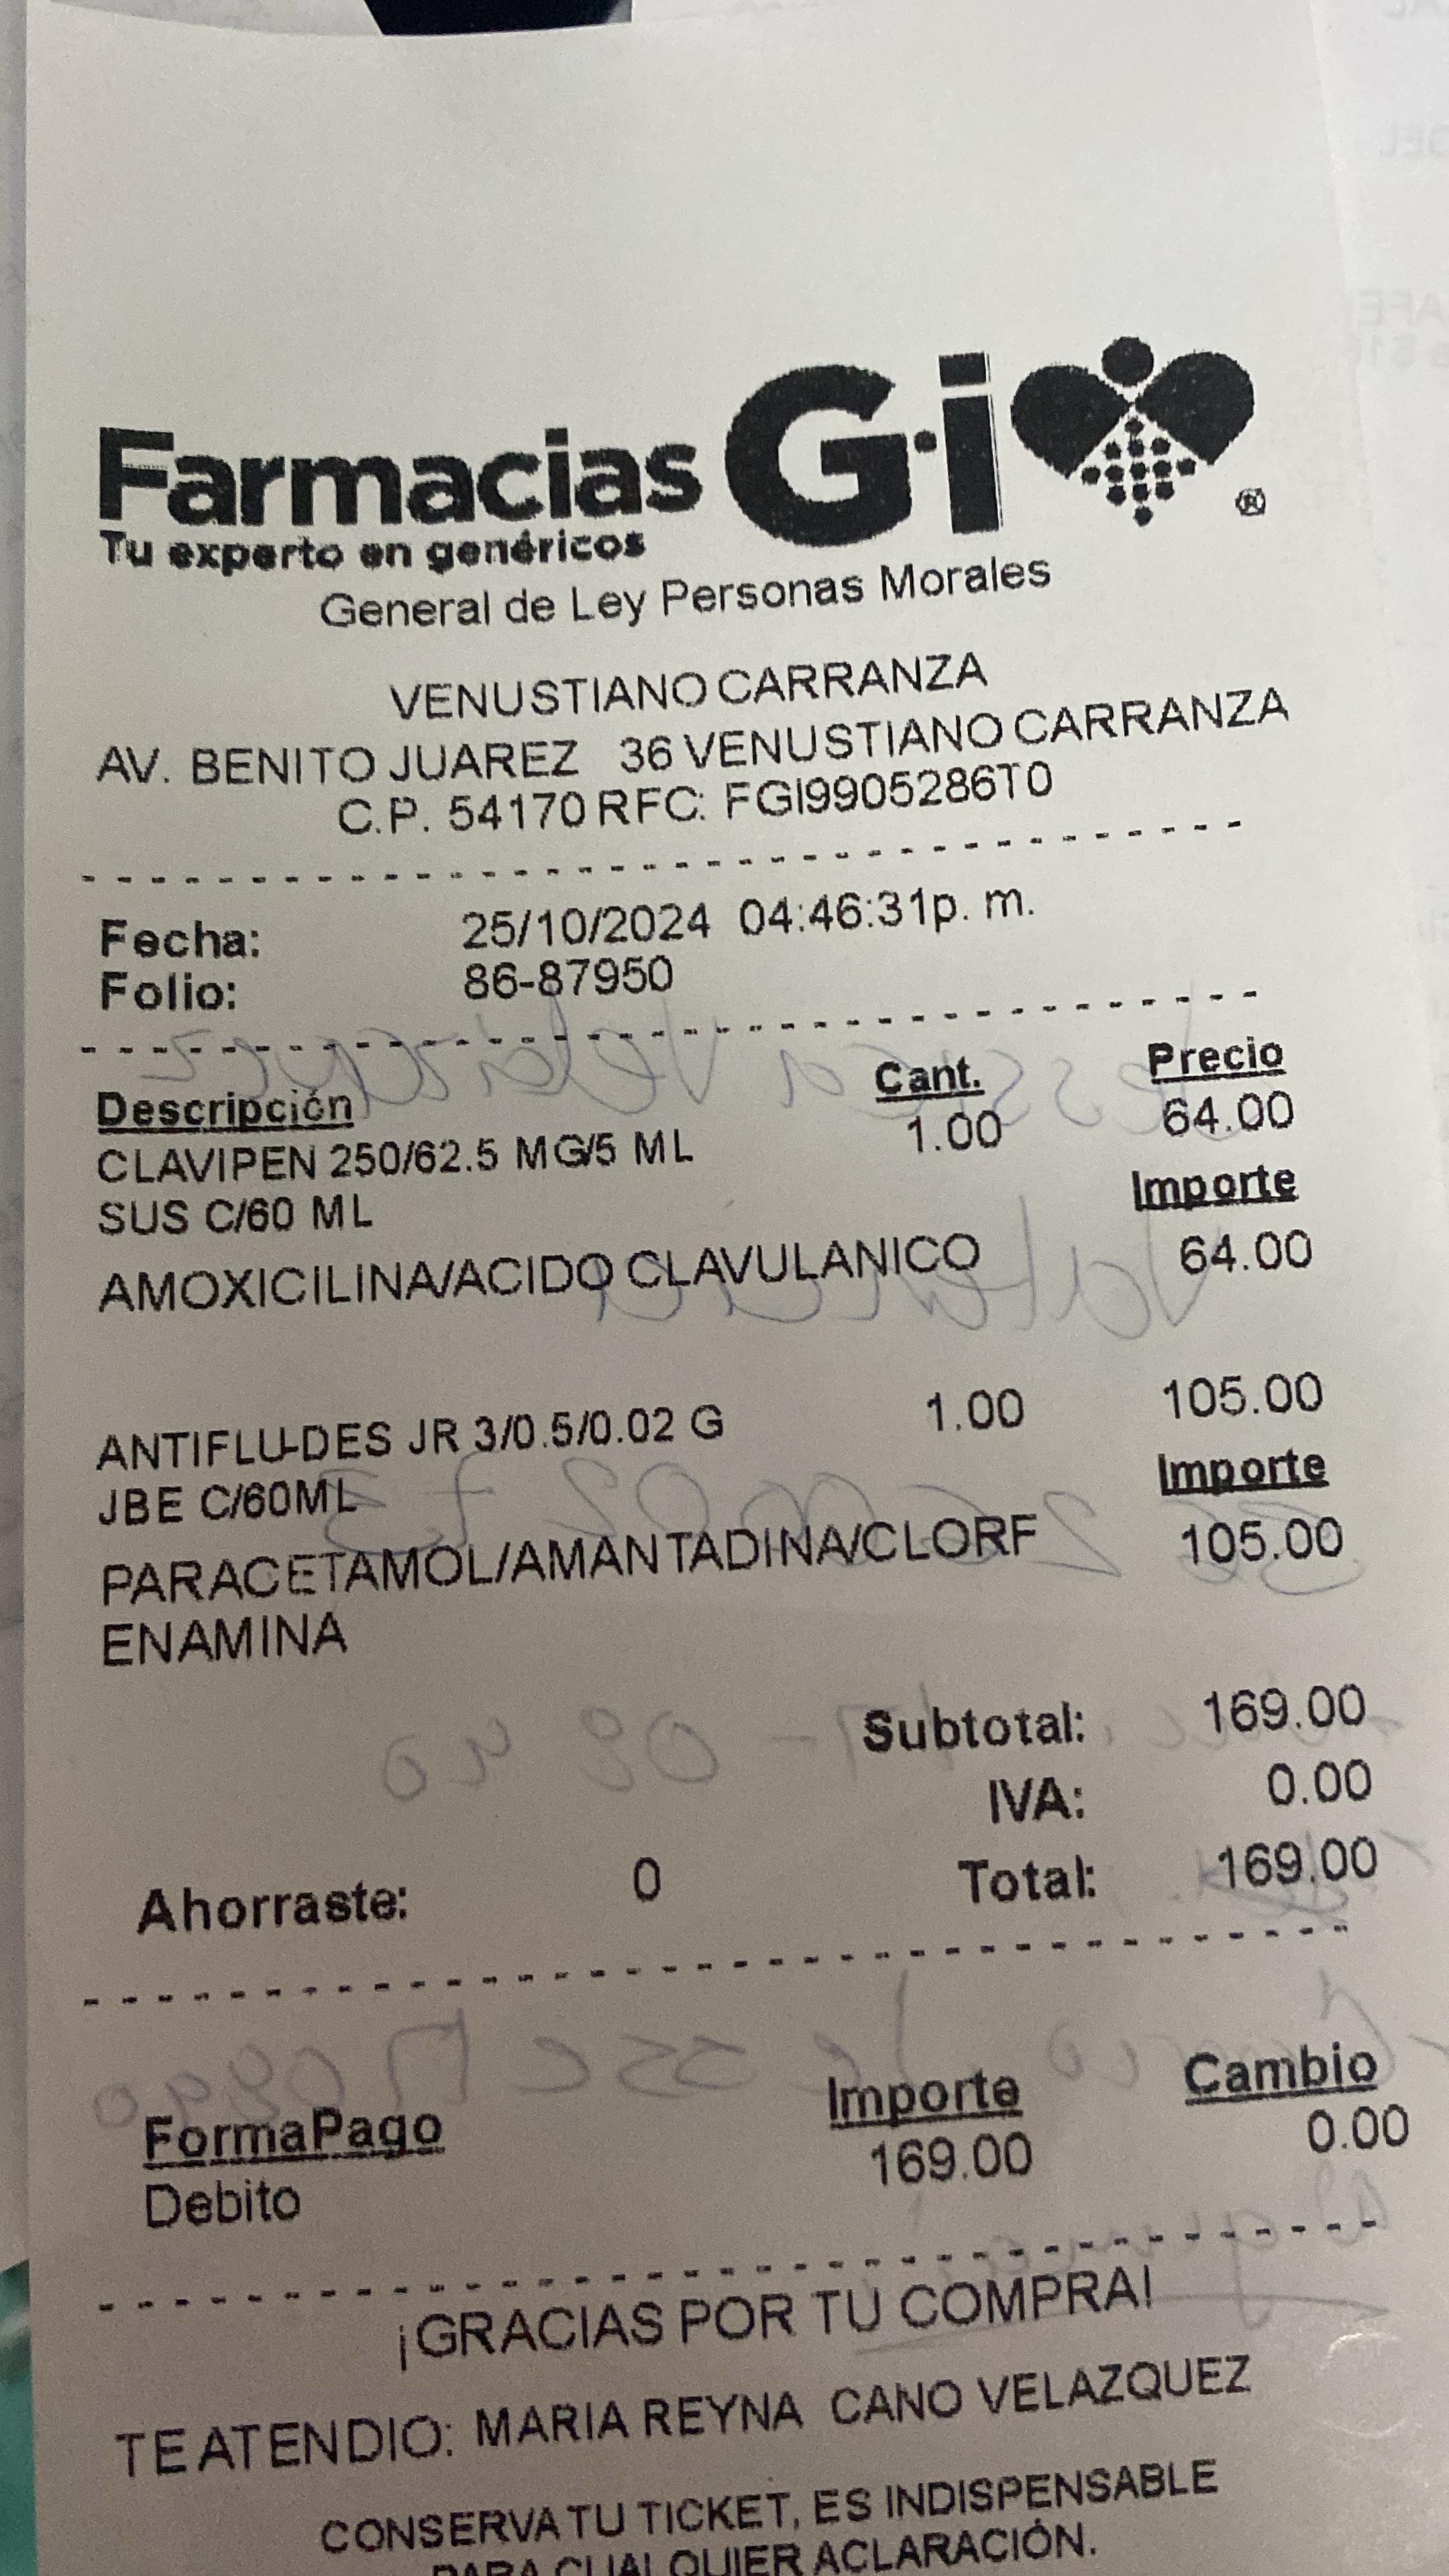 Farmacias G·i
Tu experto en genéricos
General de Ley Personas Morales
VENUSTIANO CARRANZA
AV. BENITO JUAREZ 36 VENUSTIANO CARRANZA
C.P. 54170 RFC: FGI9905286T0
Fecha: 25/10/2024 04:46:31p. m.
Folio: 86-87950
Descripción Cant. Precio
CLAVIPEN 250/62.5 MG/5 ML 1.00 64.00
SUS C/60 ML Importe
AMOXICILINA/ACIDO CLAVULANICO 64.00
ANTIFLU-DES JR 3/0.5/0.02 G 1.00 105.00
JBE C/60ML Importe
PARACETAMOL/AMANTADINA/CLORF 105.00
ENAMINA
Subtotal: 169.00
IVA: 0.00
Ahorraste: 0 Total: 169.00
FormaPago Importe Cambio
Debito 169.00 0.00
¡GRACIAS POR TU COMPRA!
TE ATENDIO: MARIA REYNA CANO VELAZQUEZ
CONSERVA TU TICKET, ES INDISPENSABLE
PARA CUALQUIER ACLARACIÓN.